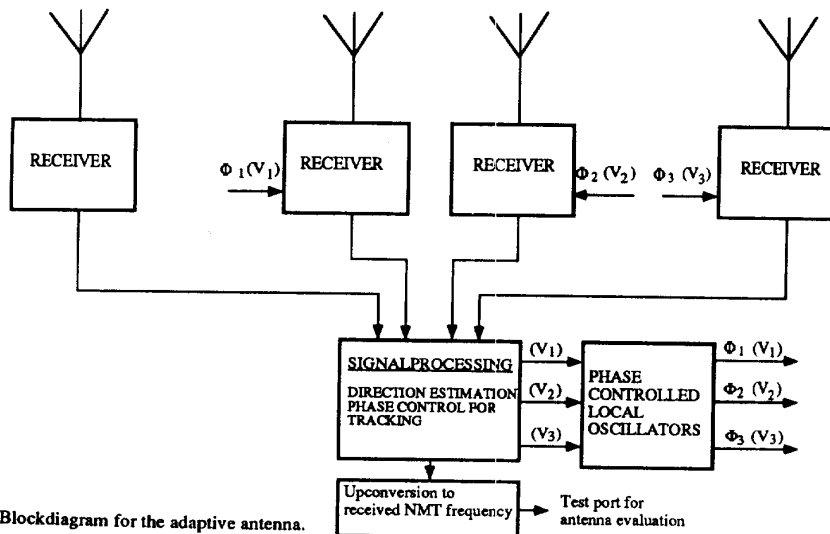 RECEIVER
Φ 1 (V1)
RECEIVER
RECEIVER
Φ2 (V2)
Φ3 (V3)
RECEIVER
SIGNALPROCESSING
DIRECTION ESTIMATION
PHASE CONTROL FOR
TRACKING
(V1)
(V2)
(V3)
PHASE
CONTROLLED
LOCAL
OSCILLATORS
Φ1 (V1)
Φ2 (V2)
Φ3 (V3)
Upconversion to
received NMT frequency
Test port for
antenna evaluation
Blockdiagram for the adaptive antenna.